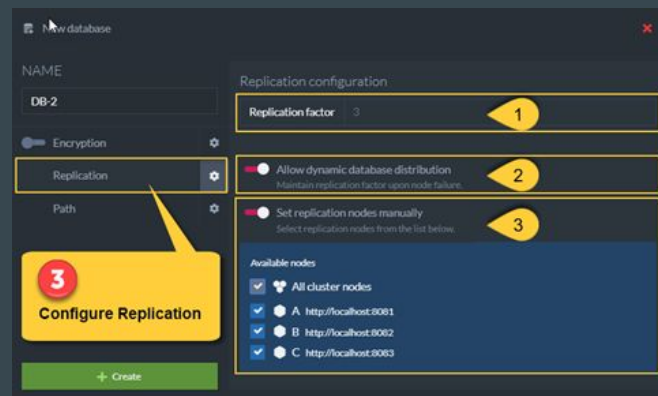 New database
NAME
DB-2
Encryption
Replication
Path
3
Configure Replication
+ Create
Replication configuration
Replication factor 3
1
Allow dynamic database distribution
Maintain replication factor upon node failure.
2
Set replication nodes manually
Select replication nodes from the list below.
3
Available nodes
All cluster nodes
A http://localhost:8081
B http://localhost:8082
C http://localhost:8083